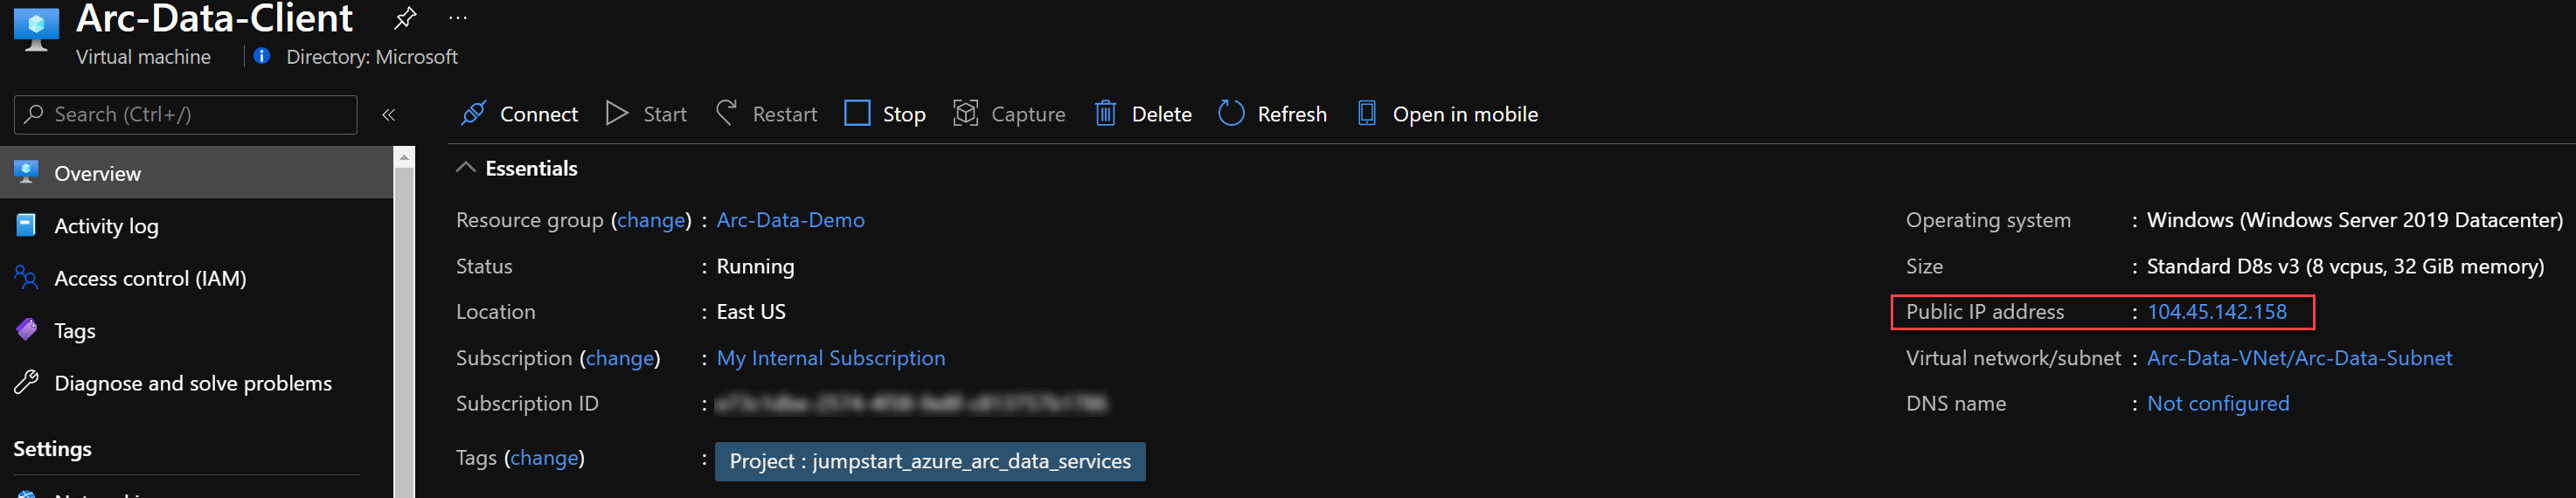 Arc-Data-Client ...
Virtual machine Directory: Microsoft
Search (Ctrl+/) «
Connect Start Restart Stop Capture Delete Refresh Open in mobile
Overview
Activity log
Access control (IAM)
Tags
Diagnose and solve problems
Settings
Essentials
Resource group (change) : Arc-Data-Demo
Status : Running
Location : East US
Subscription (change) : My Internal Subscription
Subscription ID :
Tags (change) : Project : jumpstart_azure_arc_data_services
Operating system : Windows (Windows Server 2019 Datacenter)
Size : Standard D8s v3 (8 vcpus, 32 GiB memory)
Public IP address : 104.45.142.158
Virtual network/subnet : Arc-Data-VNet/Arc-Data-Subnet
DNS name : Not configured